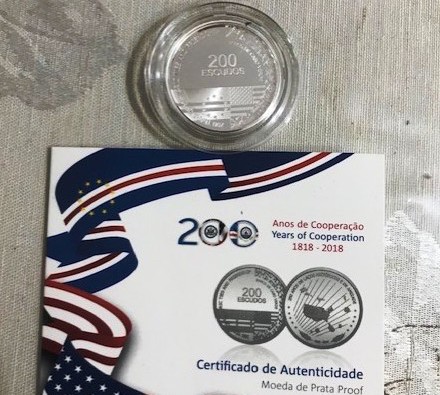 200
ESCUDOS
200
Anos de Cooperação
Years of Cooperation
1818 - 2018
200
ESCUDOS
Certificado de Autenticidade
Moeda de Prata Proof